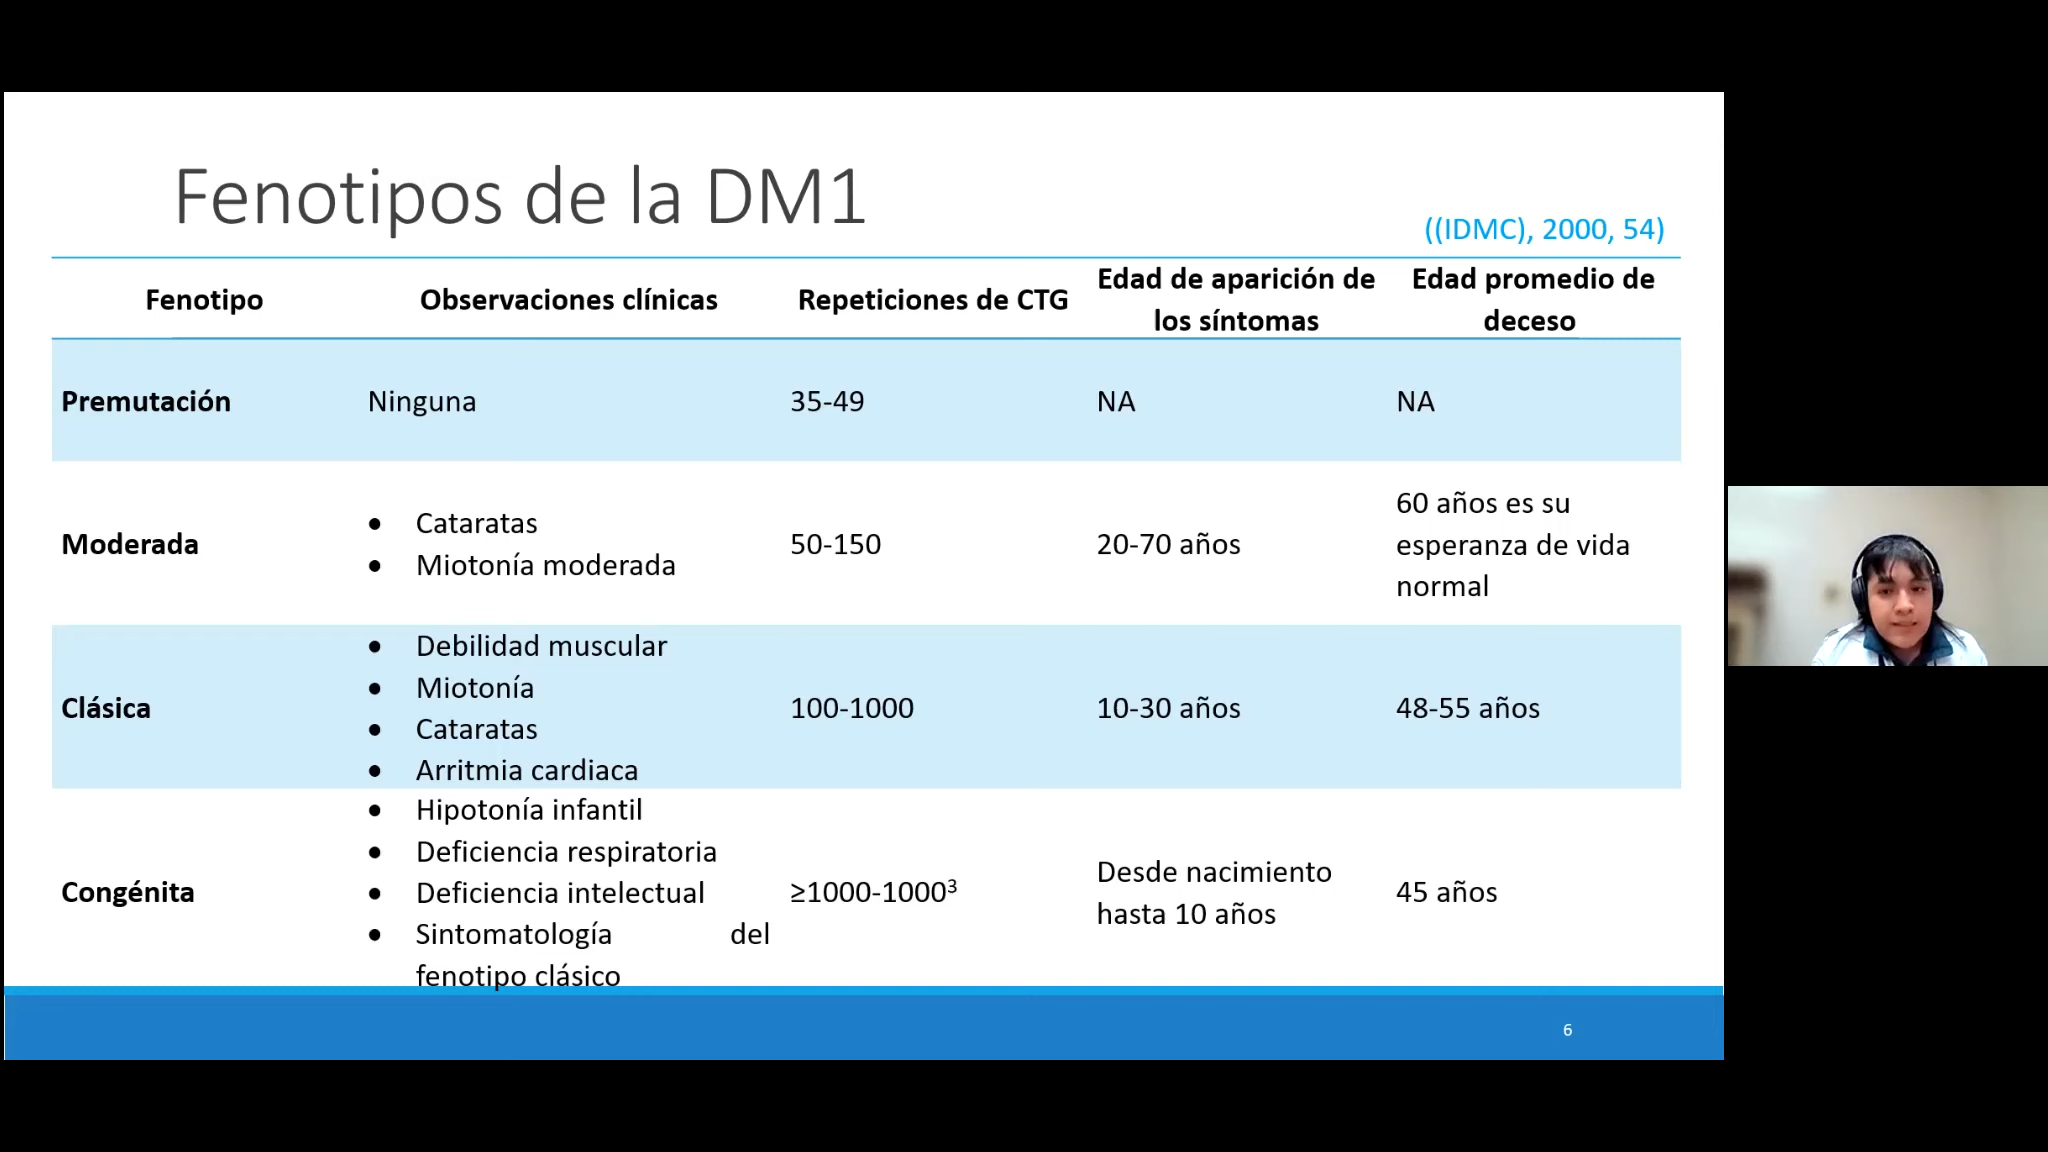 Fenotipos de la DM1
((IDMC), 2000, 54)
Fenotipo
Observaciones clínicas
Repeticiones de CTG
Edad de aparición de
los síntomas
Edad promedio de
deceso
Premutación
Ninguna
35-49
NA
NA
Moderada
• Cataratas
• Miotonía moderada
50-150
20-70 años
60 años es su
esperanza de vida
normal
Clásica
• Debilidad muscular
• Miotonía
• Cataratas
• Arritmia cardiaca
100-1000
10-30 años
48-55 años
Congénita
• Hipotonía infantil
• Deficiencia respiratoria
• Deficiencia intelectual
• Sintomatología del
fenotipo clásico
≥1000-1000³
Desde nacimiento
hasta 10 años
45 años
6